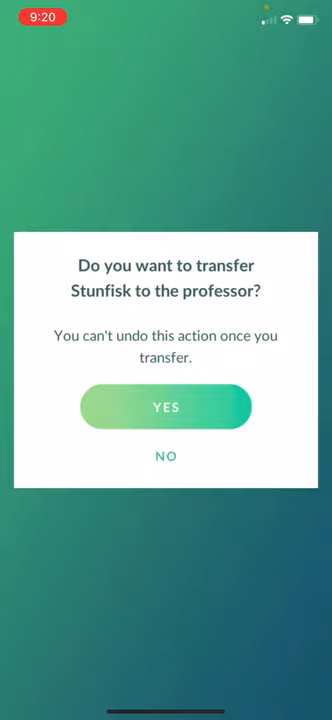 9:20
Do you want to transfer
Stunfisk to the professor?
You can't undo this action once you
transfer.
YES
NO